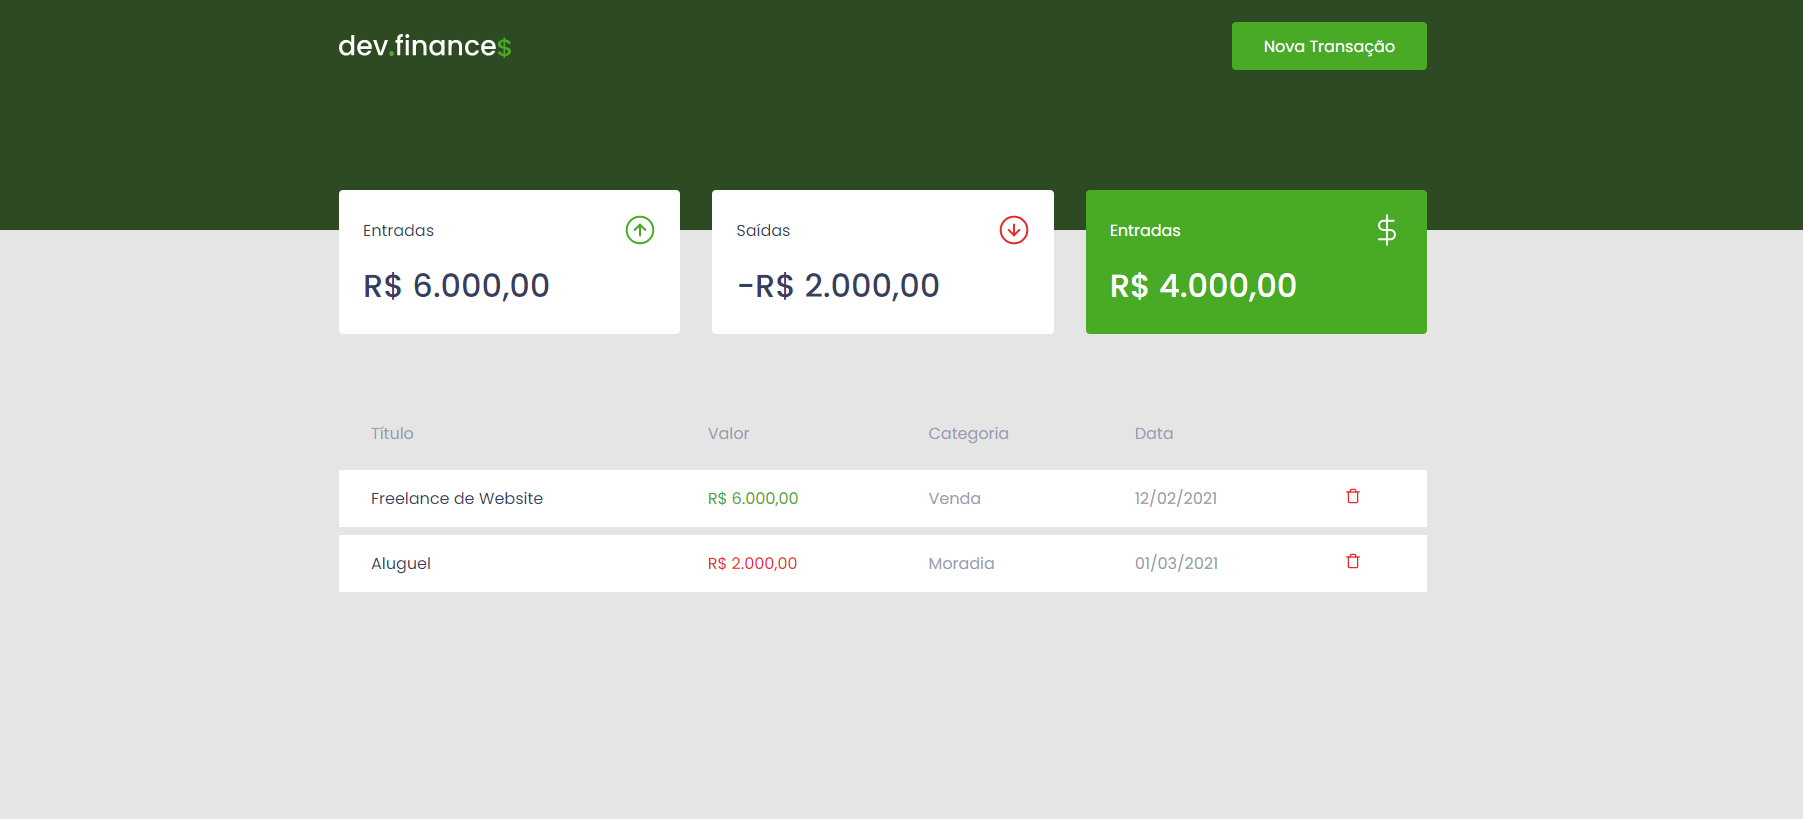 dev.finance$
Nova Transação
Entradas
R$ 6.000,00
Saídas
-R$ 2.000,00
Entradas
R$ 4.000,00
Título Valor Categoria Data
Freelance de Website R$ 6.000,00 Venda 12/02/2021
Aluguel R$ 2.000,00 Moradia 01/03/2021